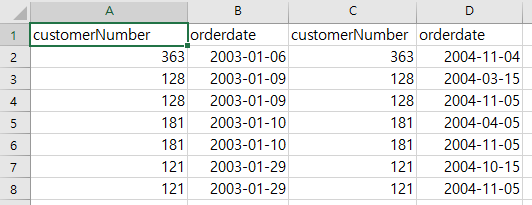 A B C D
1 customerNumber orderdate customerNumber orderdate
2 363 2003-01-06 363 2004-11-04
3 128 2003-01-09 128 2004-03-15
4 128 2003-01-09 128 2004-11-05
5 181 2003-01-10 181 2004-04-05
6 181 2003-01-10 181 2004-11-05
7 121 2003-01-29 121 2004-10-15
8 121 2003-01-29 121 2004-11-05